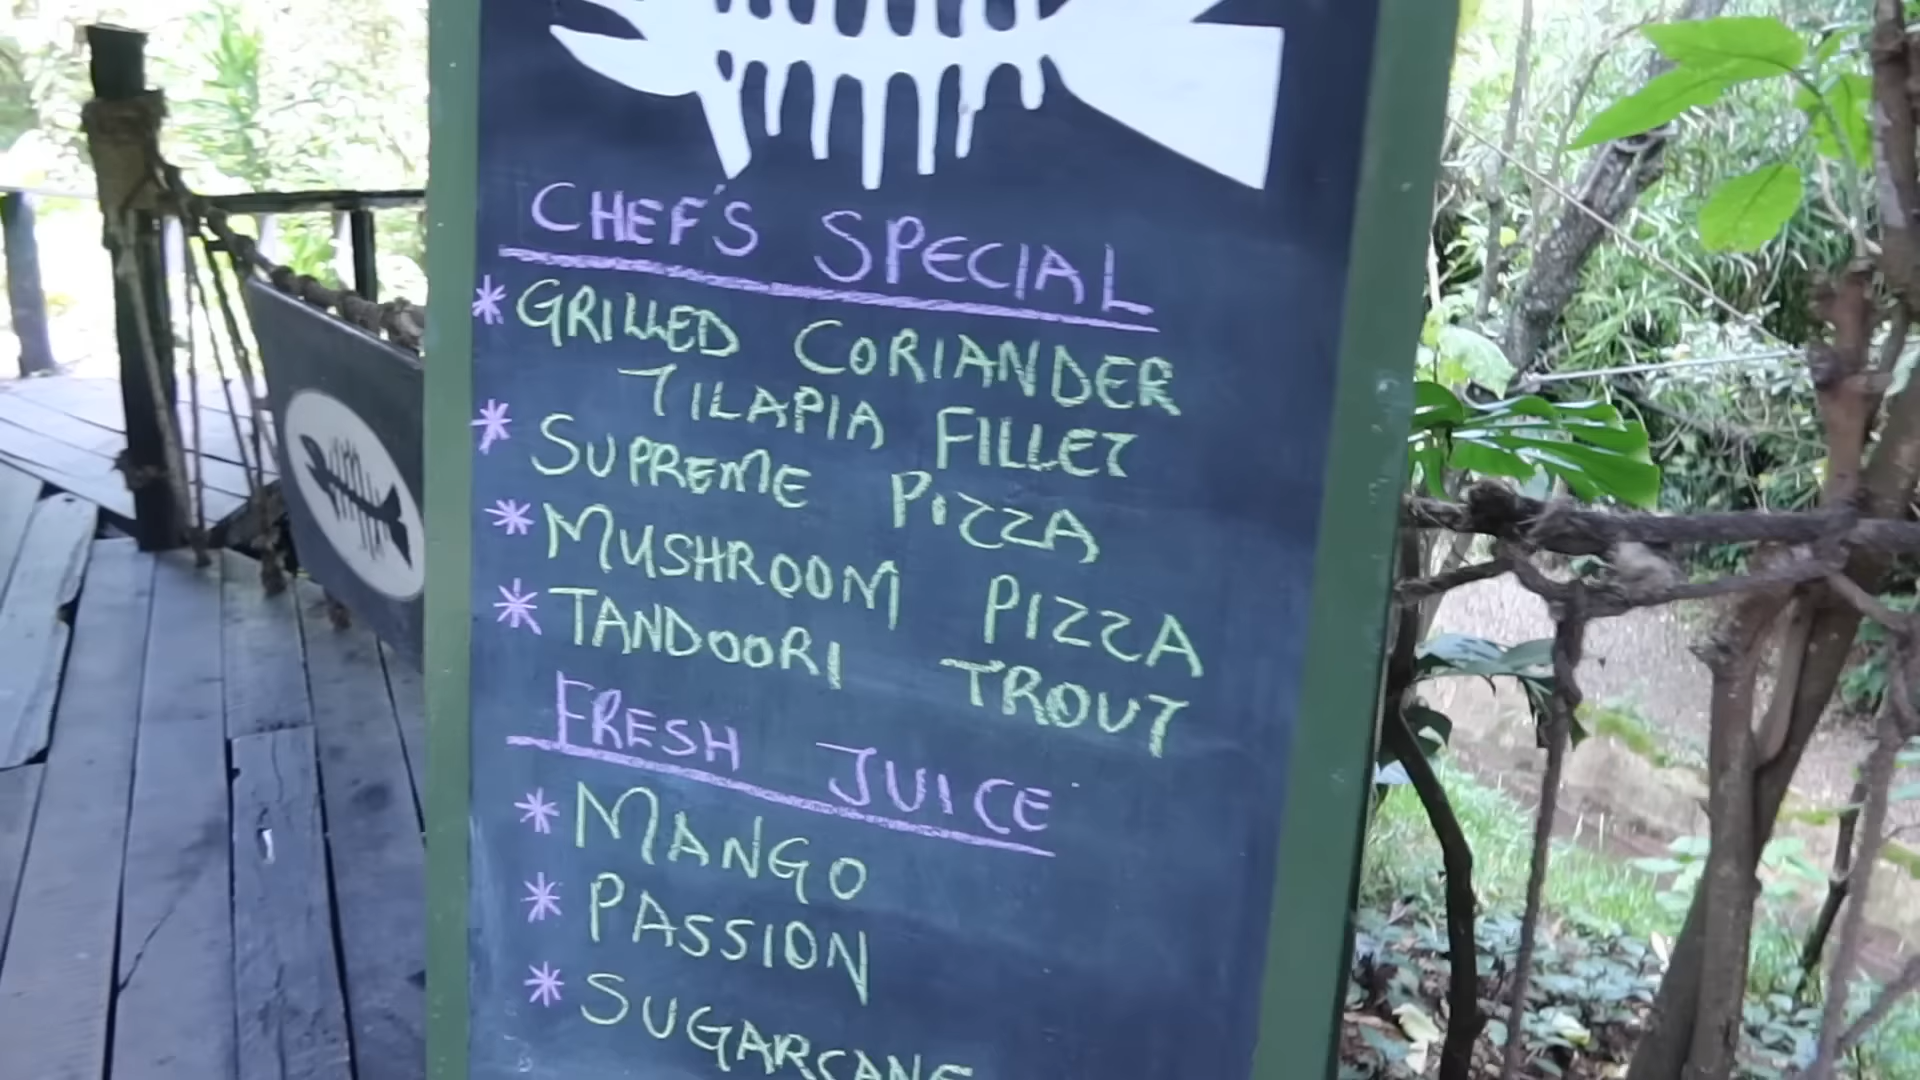 CHEF'S SPECIAL
* GRILLED CORIANDER
TILAPIA FILLET
* SUPREME PIZZA
* MUSHROOM PIZZA
* TANDOORI TROUT
FRESH JUICE
* MANGO
* PASSION
* SUGARCANE